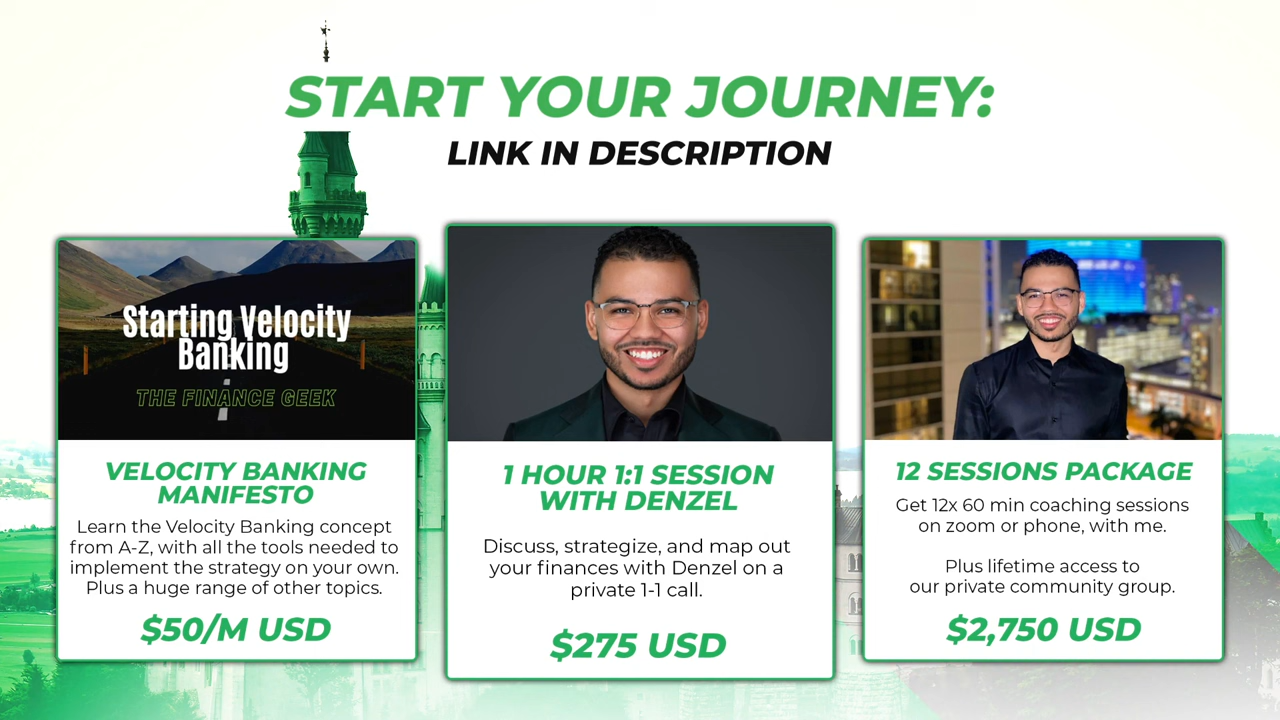 START YOUR JOURNEY:
LINK IN DESCRIPTION
Starting Velocity
Banking
THE FINANCE GEEK
VELOCITY BANKING
MANIFESTO
Learn the Velocity Banking concept
from A-Z, with all the tools needed to
implement the strategy on your own.
Plus a huge range of other topics.
$50/M USD
1 HOUR 1:1 SESSION
WITH DENZEL
Discuss, strategize, and map out
your finances with Denzel on a
private 1-1 call.
$275 USD
12 SESSIONS PACKAGE
Get 12x 60 min coaching sessions
on zoom or phone, with me.
Plus lifetime access to
our private community group.
$2,750 USD